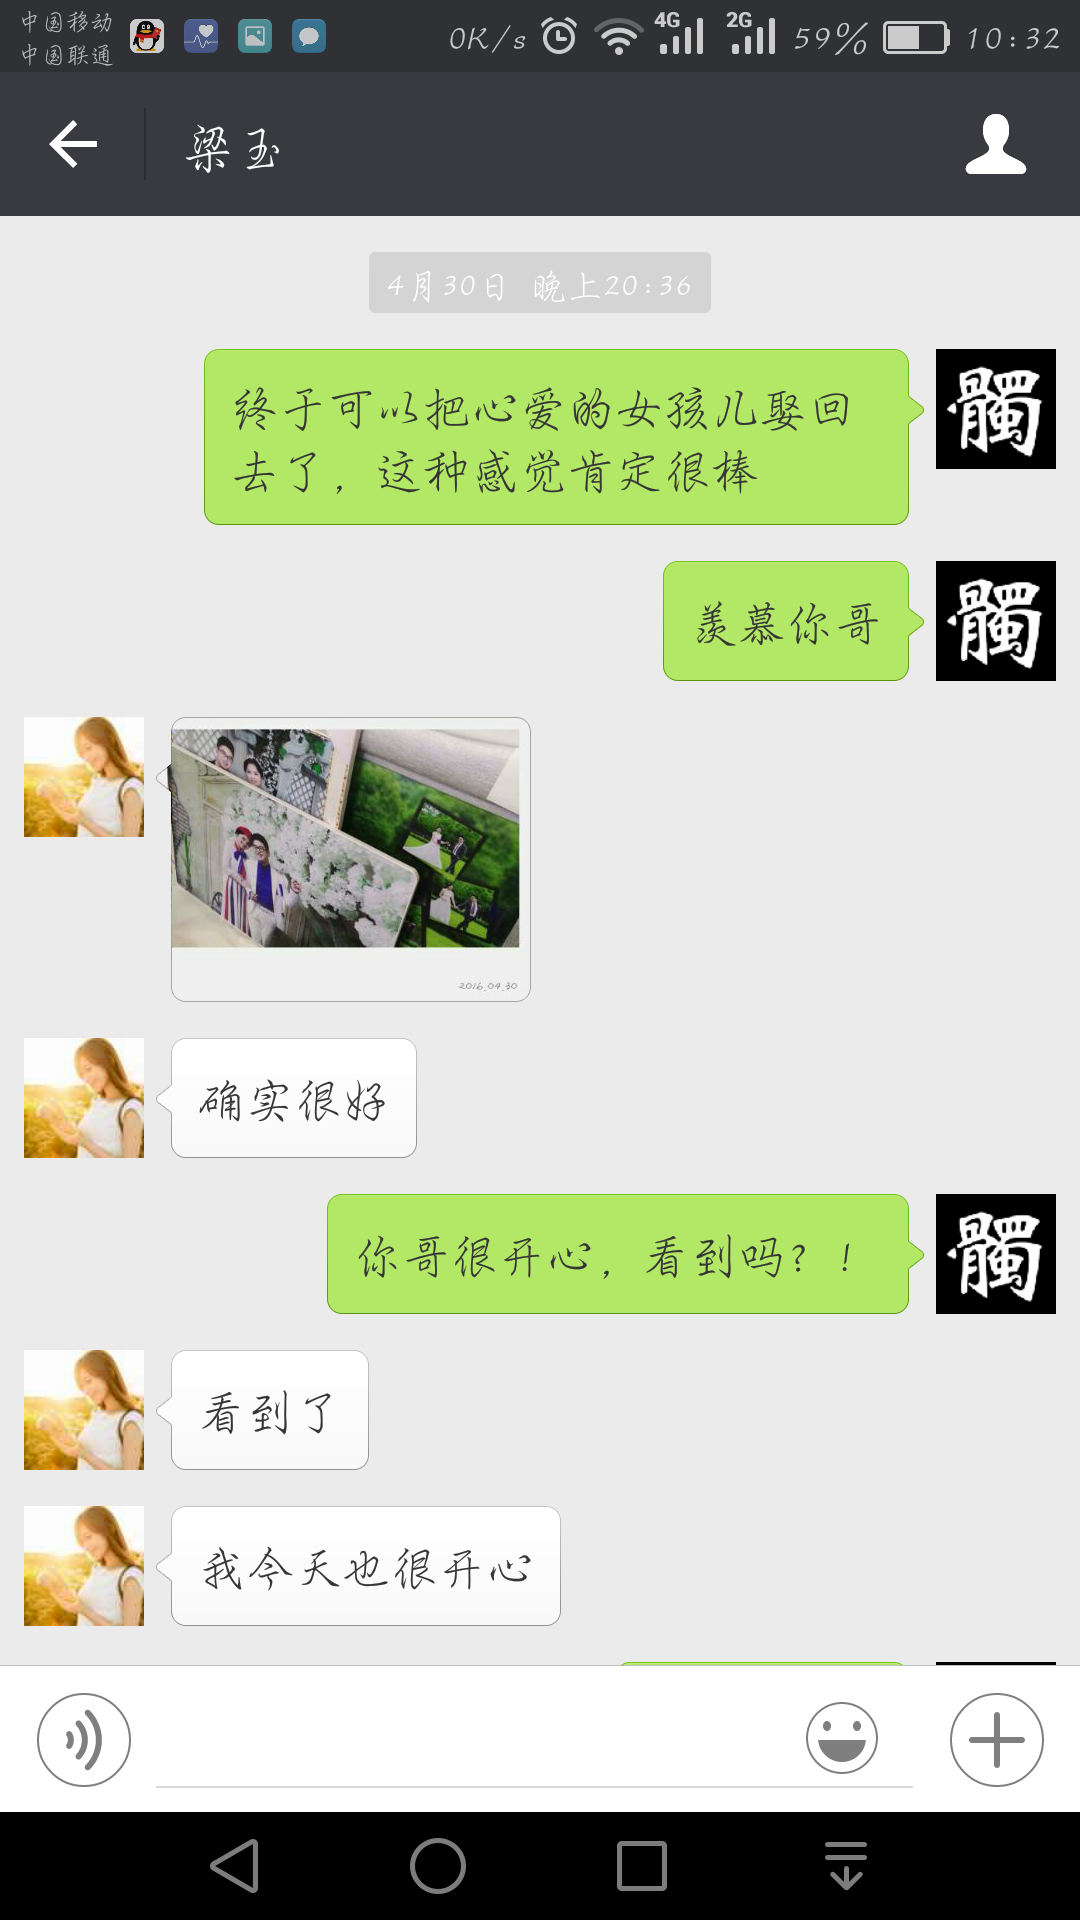 中国移动
中国联通
0K/s 4G 2G 59% 10:32
梁玉
4月30日 晚上20:36
终于可以把心爱的女孩儿娶回
去了，这种感觉肯定很棒
髑
羡慕你哥
髑
2016.04.30
确实很好
你哥很开心，看到吗？！
髑
看到了
我今天也很开心